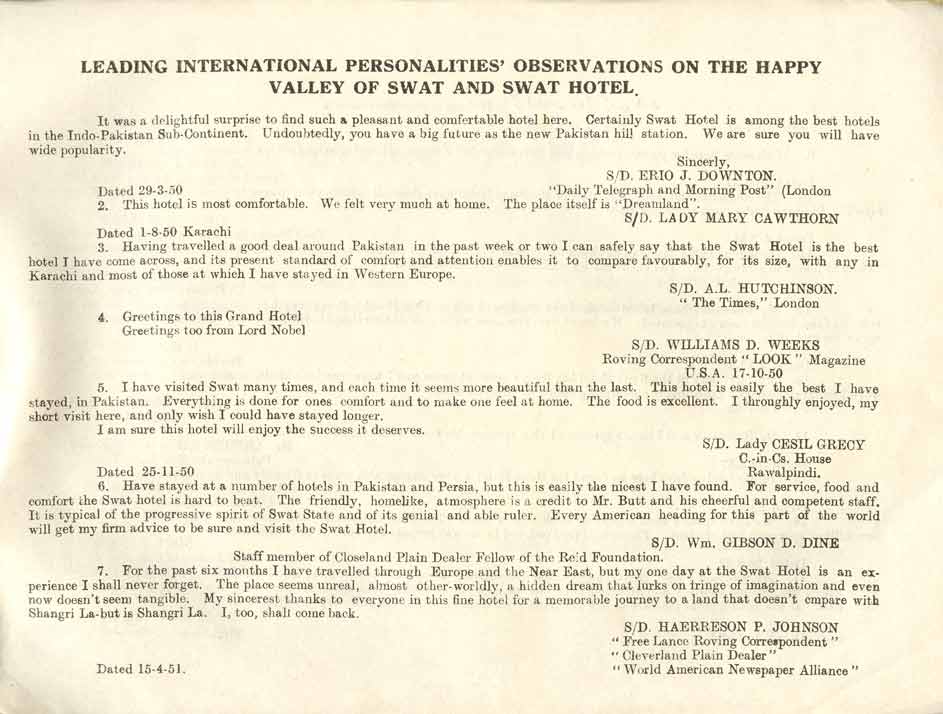 LEADING INTERNATIONAL PERSONALITIES' OBSERVATIONS ON THE HAPPY
VALLEY OF SWAT AND SWAT HOTEL.
It was a delightful surprise to find such a pleasant and comfertable hotel here. Certainly Swat Hotel is among the best hotels
in the Indo-Pakistan Sub-Continent. Undoubtedly, you have a big future as the new Pakistan hill station. We are sure you will have
wide popularity.
Sincerly,
S/D. ERIO J. DOWNTON.
Dated 29-3-50 "Daily Telegraph and Morning Post" (London
2. This hotel is most comfortable. We felt very much at home. The place itself is "Dreamland".
S/D. LADY MARY CAWTHORN
Dated 1-8-50 Karachi
3. Having travelled a good deal around Pakistan in the past week or two I can safely say that the Swat Hotel is the best
hotel I have come across, and its present standard of comfort and attention enables it to compare favourably, for its size, with any in
Karachi and most of those at which I have stayed in Western Europe.
S/D. A.L. HUTCHINSON.
" The Times," London
4. Greetings to this Grand Hotel
Greetings too from Lord Nobel
S/D. WILLIAMS D. WEEKS
Roving Correspondent " LOOK " Magazine
U.S.A. 17-10-50
5. I have visited Swat many times, and each time it seems more beautiful than the last. This hotel is easily the best I have
stayed, in Pakistan. Everything is done for ones comfort and to make one feel at home. The food is excellent. I throughly enjoyed, my
short visit here, and only wish I could have stayed longer.
I am sure this hotel will enjoy the success it deserves.
S/D. Lady CESIL GRECY
C.-in-Cs. House
Dated 25-11-50 Rawalpindi.
6. Have stayed at a number of hotels in Pakistan and Persia, but this is easily the nicest I have found. For service, food and
comfort the Swat hotel is hard to beat. The friendly, homelike, atmosphere is a credit to Mr. Butt and his cheerful and competent staff.
It is typical of the progressive spirit of Swat State and of its genial and able ruler. Every American heading for this part of the world
will get my firm advice to be sure and visit the Swat Hotel.
S/D. Wm. GIBSON D. DINE
Staff member of Closeland Plain Dealer Fellow of the Reid Foundation.
7. For the past six months I have travelled through Europe and the Near East, but my one day at the Swat Hotel is an ex-
perience I shall never forget. The place seems unreal, almost other-worldly, a hidden dream that lurks on fringe of imagination and even
now doesn't seem tangible. My sincerest thanks to everyone in this fine hotel for a memorable journey to a land that doesn't cmpare with
Shangri La-but is Shangri La. I, too, shall come back.
S/D. HAERRESON P. JOHNSON
" Free Lance Roving Correspondent "
" Cleverland Plain Dealer "
Dated 15-4-51. " World American Newspaper Alliance "